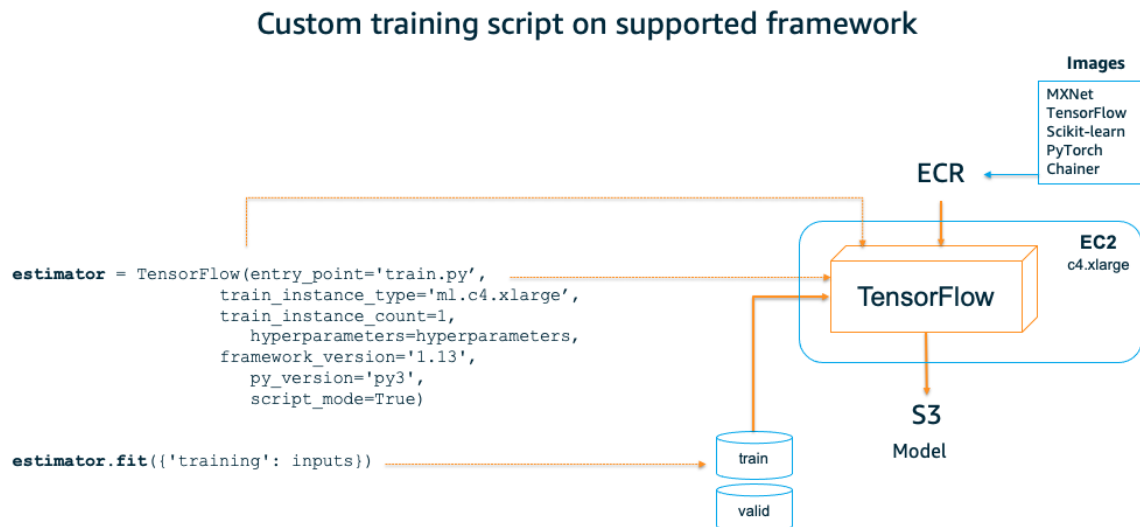 Custom training script on supported framework
Images
MXNet
TensorFlow
Scikit-learn
PyTorch
Chainer
ECR
EC2
c4.xlarge
TensorFlow
estimator = TensorFlow(entry_point='train.py’,
train_instance_type='ml.c4.xlarge’,
train_instance_count=1,
hyperparameters=hyperparameters,
framework_version='1.13',
py_version='py3',
script_mode=True)
S3
Model
estimator.fit({'training': inputs})
train
valid